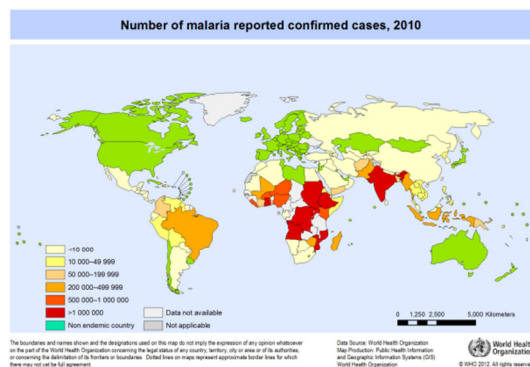 Number of malaria reported confirmed cases, 2010
<10 000
10 000–49 999
50 000–199 999
200 000–499 999
500 000–1 000 000
>1 000 000
Non endemic country
Data not available
Not applicable
0 1,250 2,500 5,000 Kilometers
The boundaries and names shown and the designations used on this map do not imply the expression of any opinion whatsoever
on the part of the World Health Organization concerning the legal status of any country, territory, city or area or of its authorities,
or concerning the delimitation of its frontiers or boundaries. Dotted lines on maps represent approximate border lines for which
there may not yet be full agreement.
Data Source: World Health Organization
Map Production: Public Health Information
and Geographic Information Systems (GIS)
World Health Organization
World Health
Organization
© WHO 2012. All rights reserved